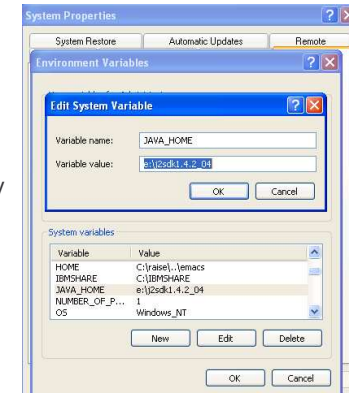 System Properties
System Restore Automatic Updates Remote
Environment Variables
Edit System Variable
Variable name: JAVA_HOME
Variable value: e:\j2sdk1.4.2_04
OK Cancel
System variables
Variable Value
HOME C:\raise\..\emacs
IBMSHARE C:\IBMSHARE
JAVA_HOME e:\j2sdk1.4.2_04
NUMBER_OF_P... 1
OS Windows_NT
New Edit Delete
OK Cancel